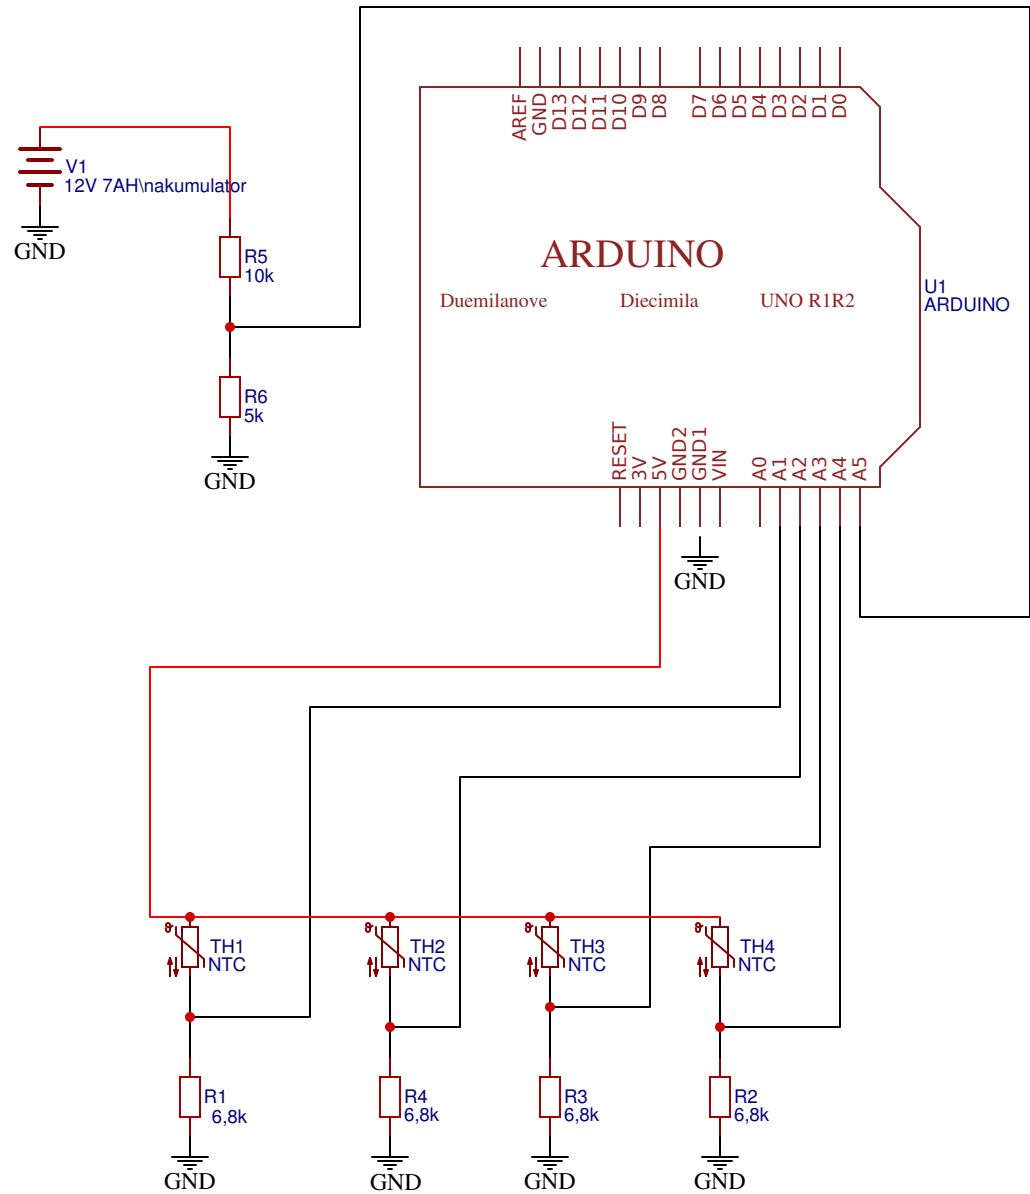 AREF
GND
D13
D12
D11
D10
D9
D8
D7
D6
D5
D4
D3
D2
D1
D0
V1
12V 7AH\nakumulator
GND
R5
10k
ARDUINO
Duemilanove Diecimila UNO R1R2
U1
ARDUINO
R6
5k
GND
RESET
3V
5V
GND2
GND1
VIN
A0
A1
A2
A3
A4
A5
GND
TH1
NTC
TH2
NTC
TH3
NTC
TH4
NTC
R1
6,8k
R4
6,8k
R3
6,8k
R2
6,8k
GND
GND
GND
GND